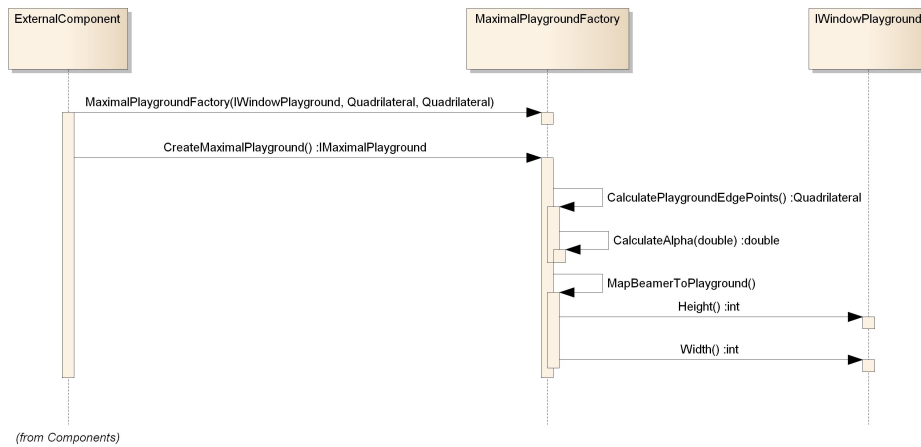 ExternalComponent
MaximalPlaygroundFactory
IWindowPlayground
MaximalPlaygroundFactory(IWindowPlayground, Quadrilateral, Quadrilateral)
CreateMaximalPlayground() :IMaximalPlayground
CalculatePlaygroundEdgePoints() :Quadrilateral
CalculateAlpha(double) :double
MapBeamerToPlayground()
Height() :int
Width() :int
(from Components)